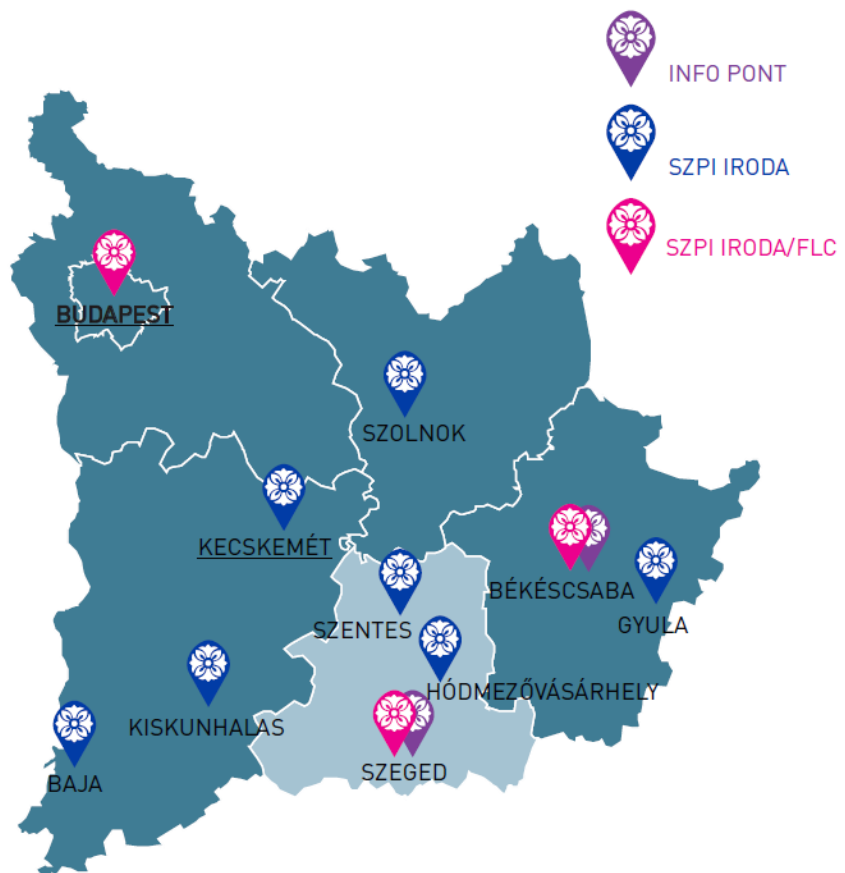 INFO PONT
SZPI IRODA
SZPI IRODA/FLC
BUDAPEST
SZOLNOK
KECSKEMÉT
BÉKÉSCSABA
SZENTES
GYULA
HÓDMEZŐVÁSÁRHELY
KISKUNHALAS
SZEGED
BAJA